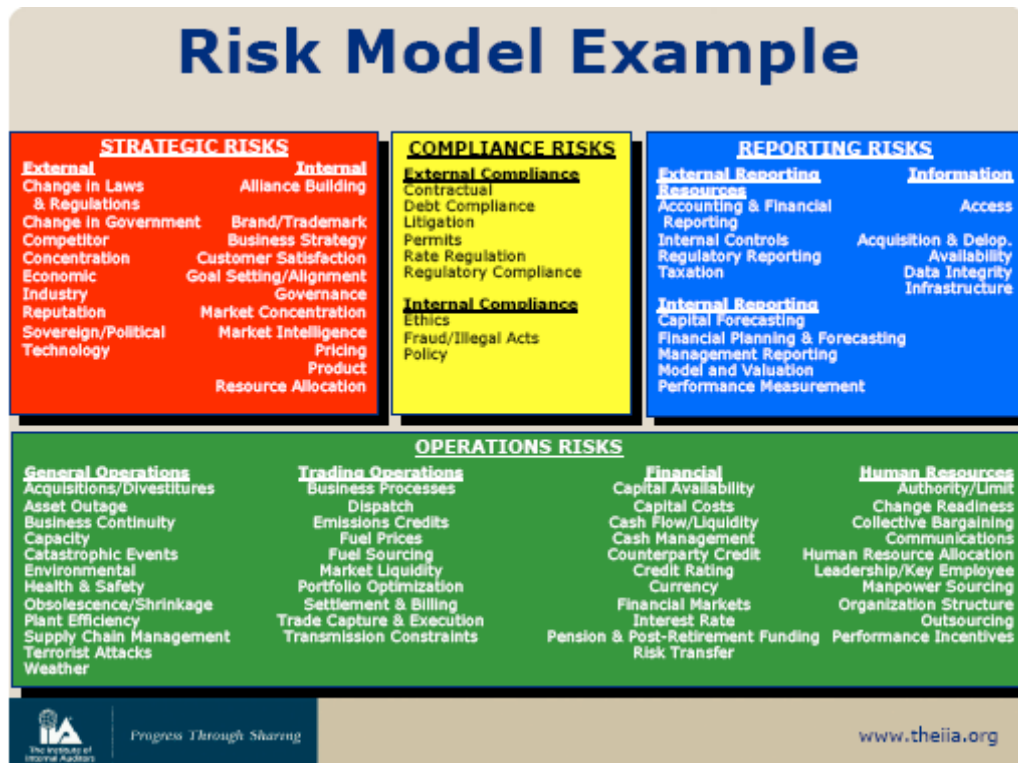 Risk Model Example
STRATEGIC RISKS
External
Change in Laws
& Regulations
Change in Government
Competitor
Concentration
Economic
Industry
Reputation
Sovereign/Political
Technology
Internal
Alliance Building
Brand/Trademark
Business Strategy
Customer Satisfaction
Goal Setting/Alignment
Governance
Market Concentration
Market Intelligence
Pricing
Product
Resource Allocation
COMPLIANCE RISKS
External Compliance
Contractual
Debt Compliance
Litigation
Permits
Rate Regulation
Regulatory Compliance
Internal Compliance
Ethics
Fraud/Illegal Acts
Policy
REPORTING RISKS
External Reporting
Resources
Accounting & Financial
Reporting
Internal Controls
Regulatory Reporting
Taxation
Internal Reporting
Capital Forecasting
Financial Planning & Forecasting
Management Reporting
Model and Valuation
Performance Measurement
Information
Access
Acquisition & Delop.
Availability
Data Integrity
Infrastructure
OPERATIONS RISKS
General Operations
Acquisitions/Divestitures
Asset Outage
Business Continuity
Capacity
Catastrophic Events
Environmental
Health & Safety
Obsolescence/Shrinkage
Plant Efficiency
Supply Chain Management
Terrorist Attacks
Weather
Trading Operations
Business Processes
Dispatch
Emissions Credits
Fuel Prices
Fuel Sourcing
Market Liquidity
Portfolio Optimization
Settlement & Billing
Trade Capture & Execution
Transmission Constraints
Financial
Capital Availability
Capital Costs
Cash Flow/Liquidity
Cash Management
Counterparty Credit
Credit Rating
Currency
Financial Markets
Interest Rate
Pension & Post-Retirement Funding
Risk Transfer
Human Resources
Authority/Limit
Change Readiness
Collective Bargaining
Communications
Human Resource Allocation
Leadership/Key Employee
Manpower Sourcing
Organization Structure
Outsourcing
Performance Incentives
IIA
The Institute of
Internal Auditors
Progress Through Sharing
www.theiia.org